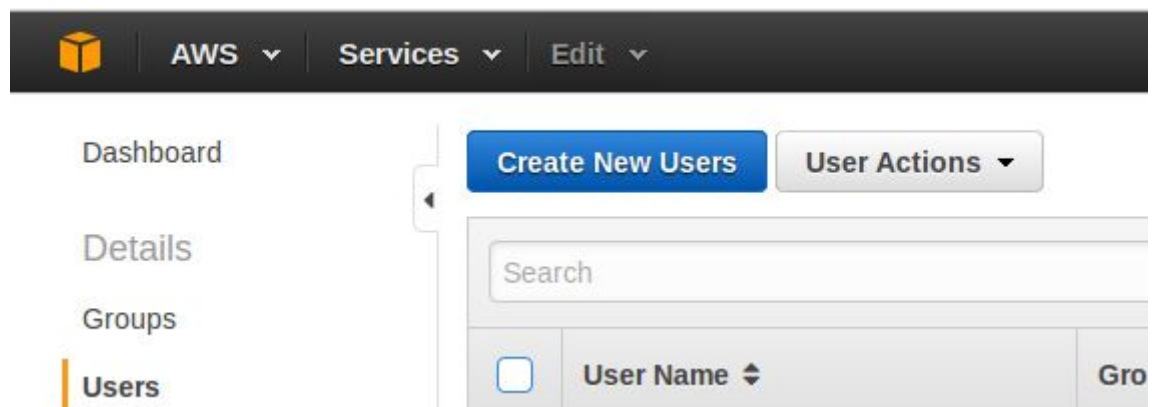 AWS Services Edit
Dashboard
Create New Users User Actions
Details
Search
Groups
User Name Gro
Users